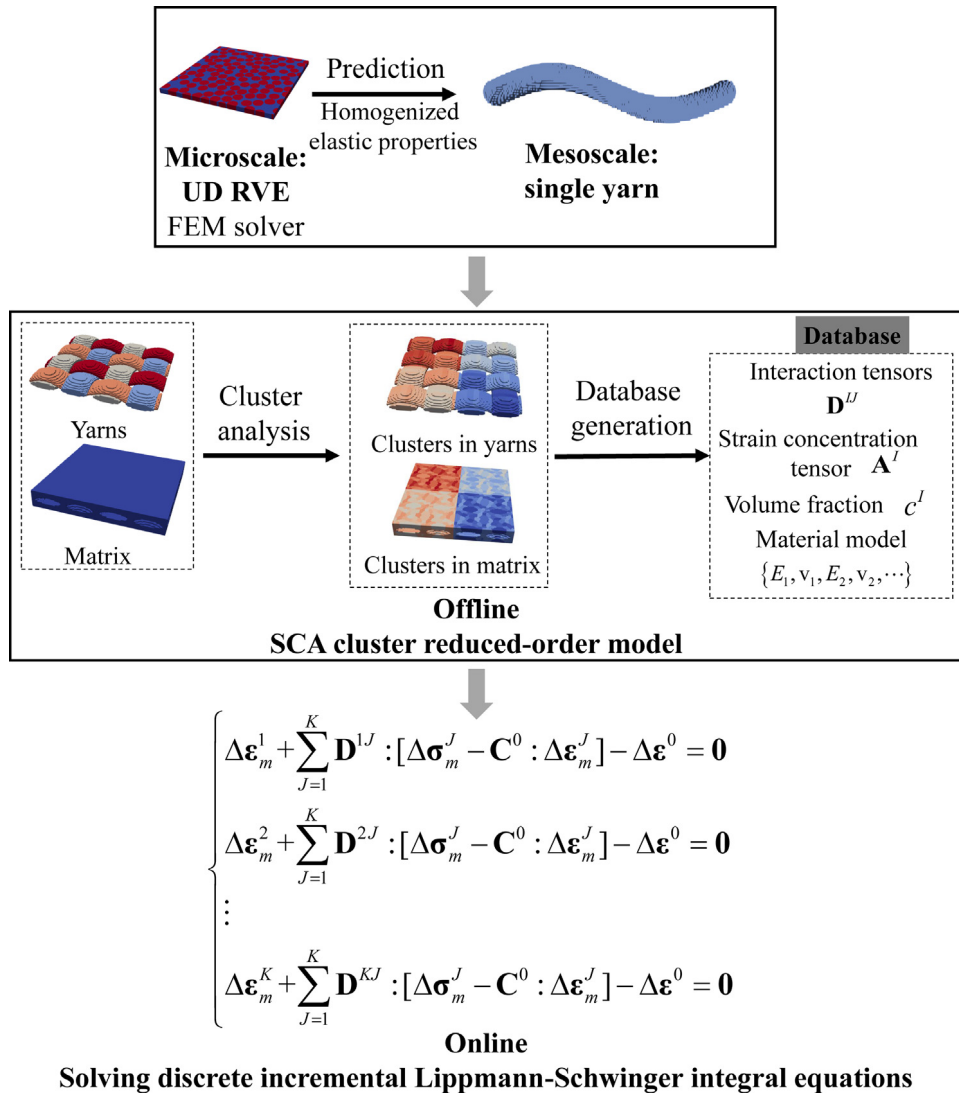 Prediction
Homogenized
elastic properties
Microscale:
UD RVE
FEM solver
Mesoscale:
single yarn
Yarns
Matrix
Cluster
analysis
Clusters in yarns
Clusters in matrix
Database
generation
Database
Interaction tensors
D^{IJ}
Strain concentration
tensor A^I
Volume fraction c^I
Material model
{E_1, v_1, E_2, v_2, ⋯}
Offline
SCA cluster reduced-order model
Δε_m^1 + ∑_{J=1}^{K} D^{1J} : [Δσ_m^J − C^0 : Δε_m^J] − Δε^0 = 0
Δε_m^2 + ∑_{J=1}^{K} D^{2J} : [Δσ_m^J − C^0 : Δε_m^J] − Δε^0 = 0
⋮
Δε_m^K + ∑_{J=1}^{K} D^{KJ} : [Δσ_m^J − C^0 : Δε_m^J] − Δε^0 = 0
Online
Solving discrete incremental Lippmann-Schwinger integral equations